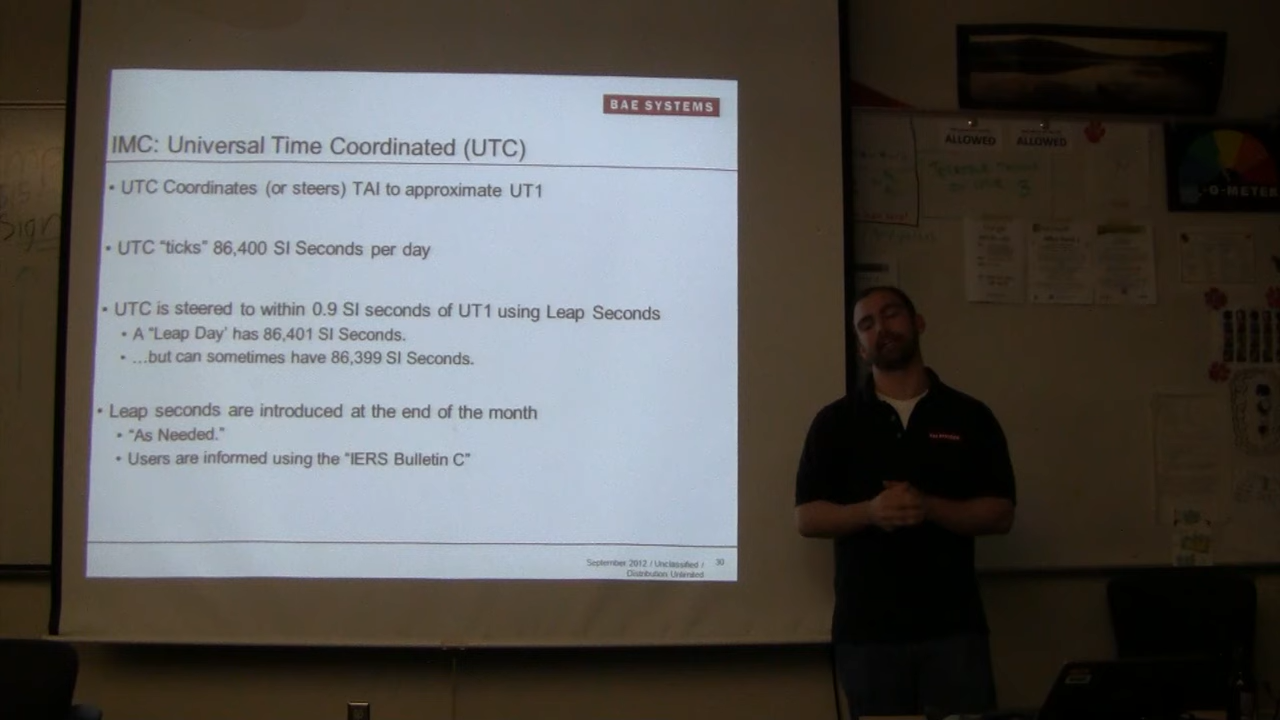 BAE SYSTEMS
IMC: Universal Time Coordinated (UTC)
• UTC Coordinates (or steers) TAI to approximate UT1
• UTC “ticks” 86,400 SI Seconds per day
• UTC is steered to within 0.9 SI seconds of UT1 using Leap Seconds
• A “Leap Day’ has 86,401 SI Seconds.
• …but can sometimes have 86,399 SI Seconds.
• Leap seconds are introduced at the end of the month
• “As Needed.”
• Users are informed using the “IERS Bulletin C”
September 2012 / Unclassified /
Distribution Unlimited
30
ALLOWED
ALLOWED
-G-METER
Sign